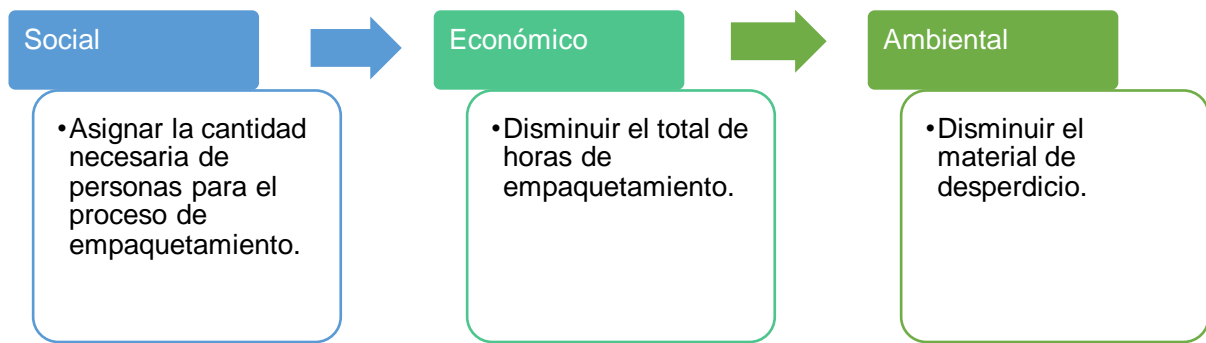 Social
•Asignar la cantidad
necesaria de
personas para el
proceso de
empaquetamiento.
Económico
•Disminuir el total de
horas de
empaquetamiento.
Ambiental
•Disminuir el
material de
desperdicio.